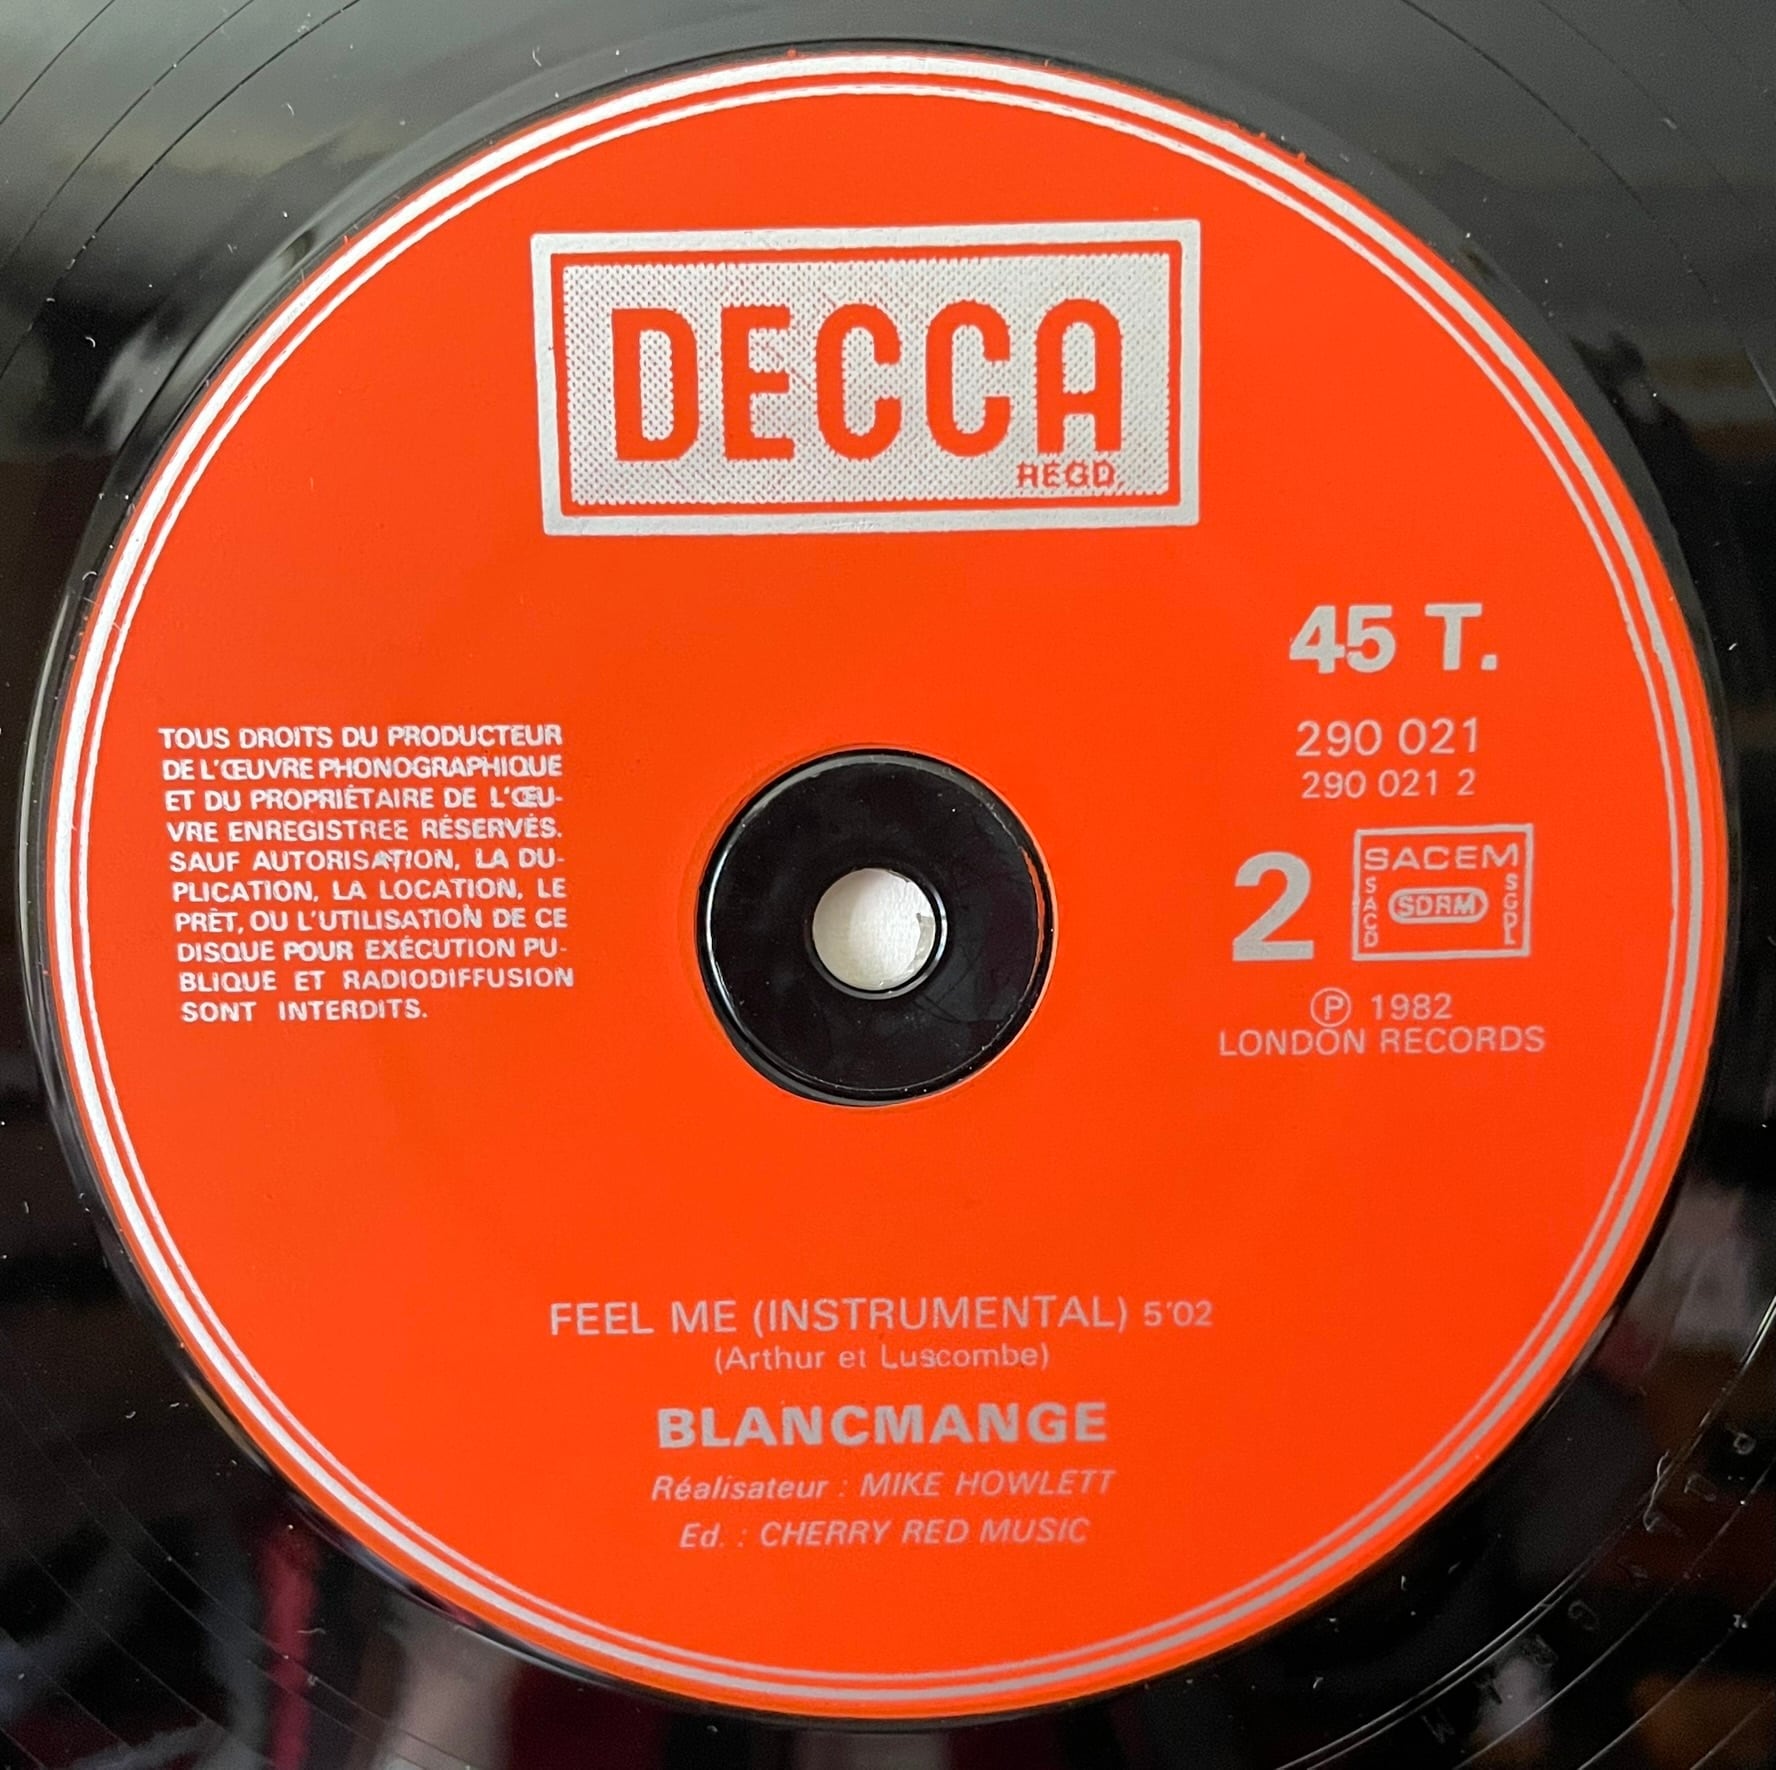 DECCA
REGD.
45 T.
290 021
290 021 2
2
SACEM
SACD
SDRM
SGDL
Ⓟ 1982
LONDON RECORDS
TOUS DROITS DU PRODUCTEUR
DE L'ŒUVRE PHONOGRAPHIQUE
ET DU PROPRIÉTAIRE DE L'ŒU-
VRE ENREGISTREE RÉSERVÉS.
SAUF AUTORISATION, LA DU-
PLICATION, LA LOCATION, LE
PRÊT, OU L'UTILISATION DE CE
DISQUE POUR EXÉCUTION PU-
BLIQUE ET RADIODIFFUSION
SONT INTERDITS.
FEEL ME (INSTRUMENTAL) 5'02
(Arthur et Luscombe)
BLANCMANGE
Réalisateur : MIKE HOWLETT
Ed. : CHERRY RED MUSIC